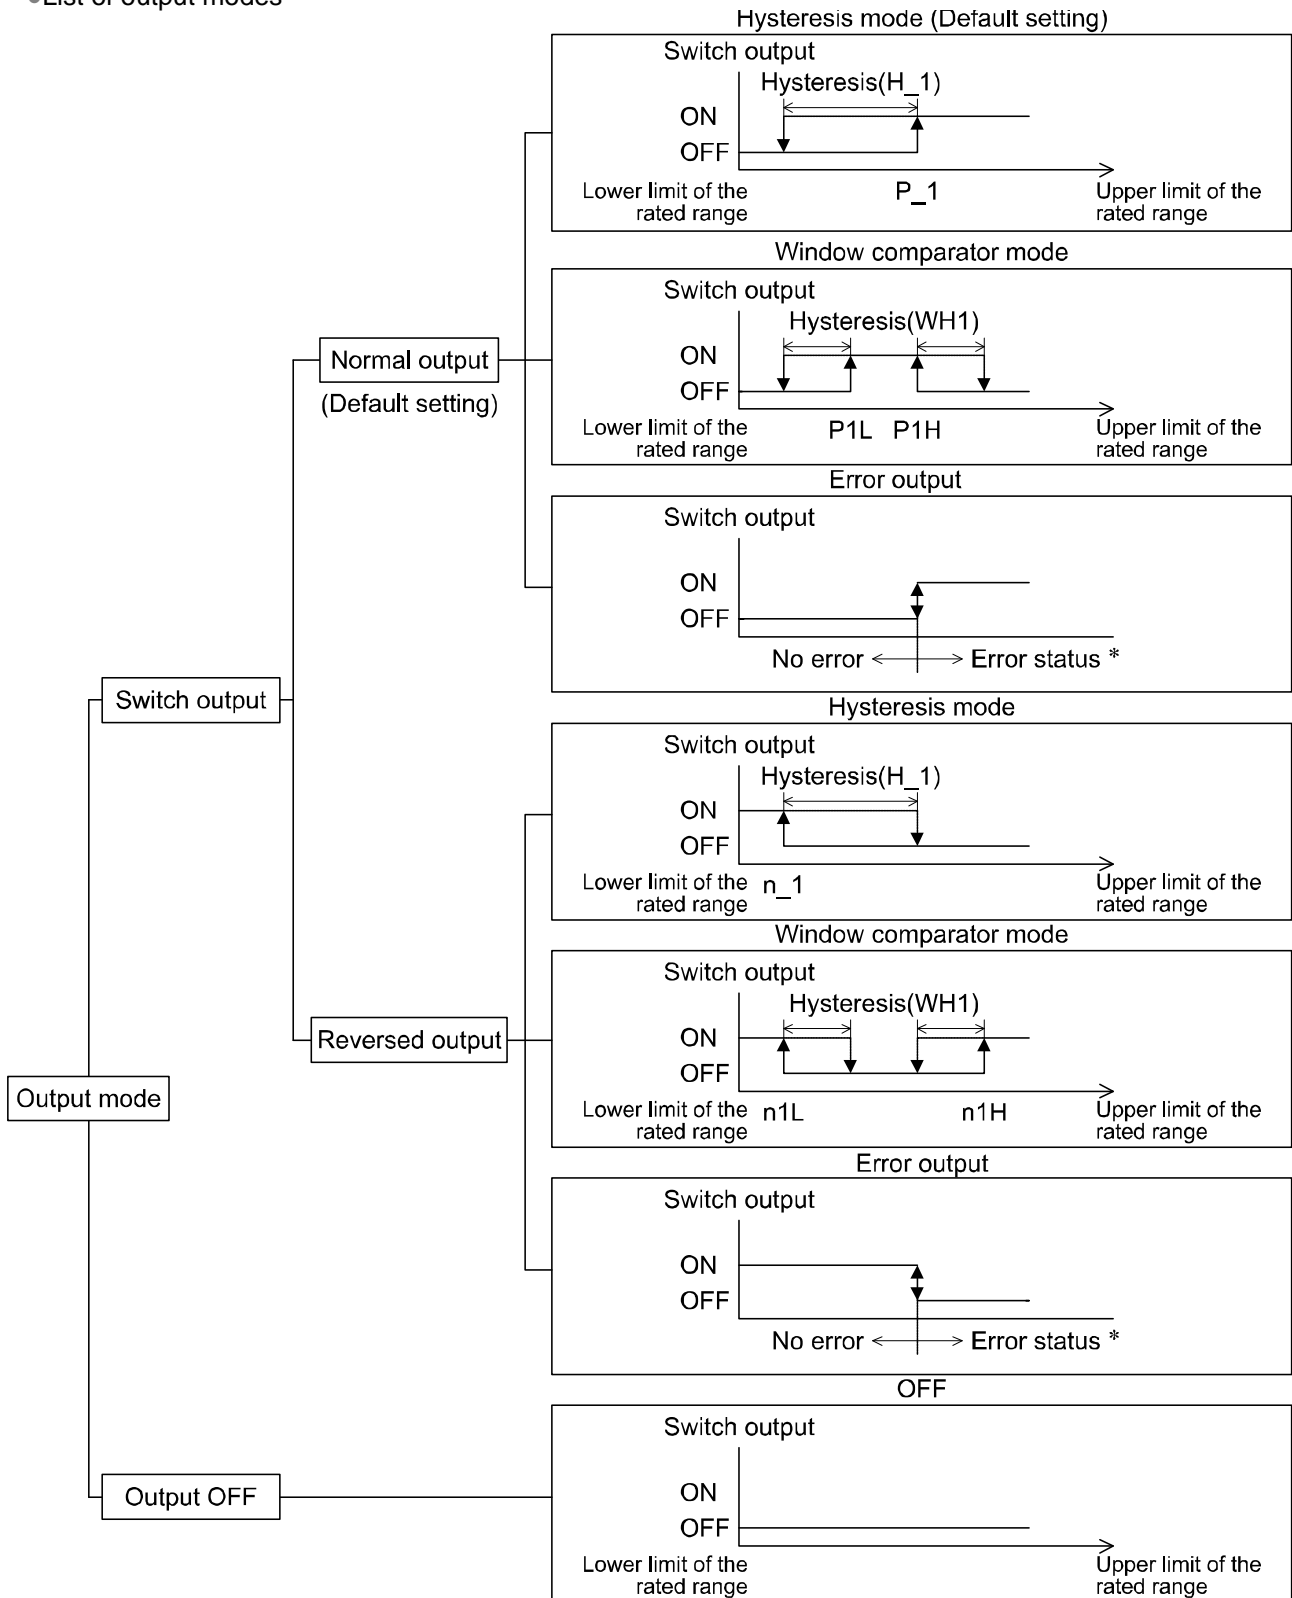 ●List of output modes
Hysteresis mode (Default setting)
Switch output
Hysteresis(H_1)
ON
OFF
Lower limit of the
rated range
P_1
Upper limit of the
rated range
Window comparator mode
Switch output
Hysteresis(WH1)
ON
OFF
Lower limit of the
rated range
P1L P1H
Upper limit of the
rated range
Normal output
(Default setting)
Error output
Switch output
ON
OFF
No error
Error status *
Switch output
Hysteresis mode
Switch output
Hysteresis(H_1)
ON
OFF
Lower limit of the
rated range
n_1
Upper limit of the
rated range
Window comparator mode
Switch output
Hysteresis(WH1)
ON
OFF
Lower limit of the
rated range
n1L n1H
Upper limit of the
rated range
Reversed output
Output mode
Error output
Switch output
ON
OFF
No error
Error status *
OFF
Switch output
ON
OFF
Lower limit of the
rated range
Upper limit of the
rated range
Output OFF